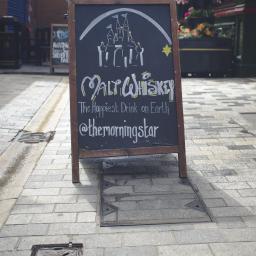 Malt Whiskey
The Happiest Drink on Earth
@themorningstar